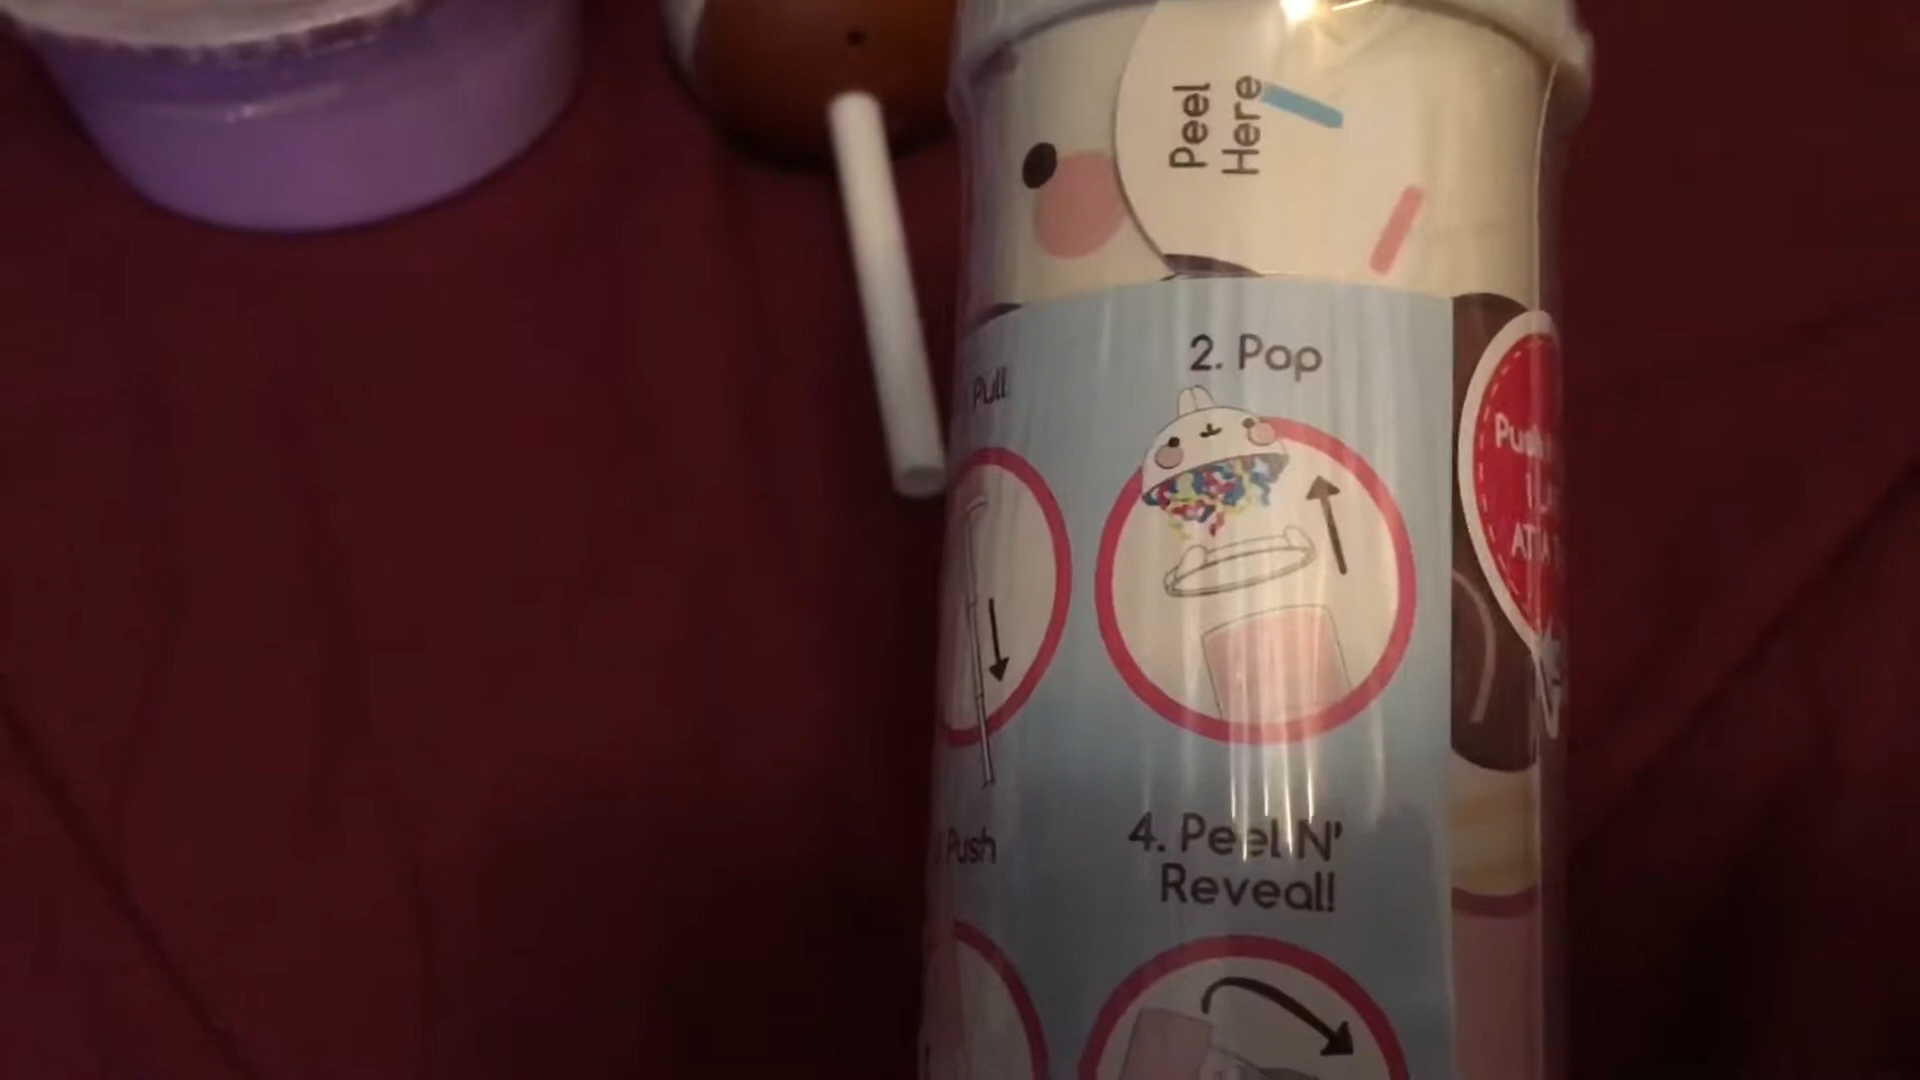 Peel
Here
Pull
2. Pop
Push
4. Peel N'
Reveal!